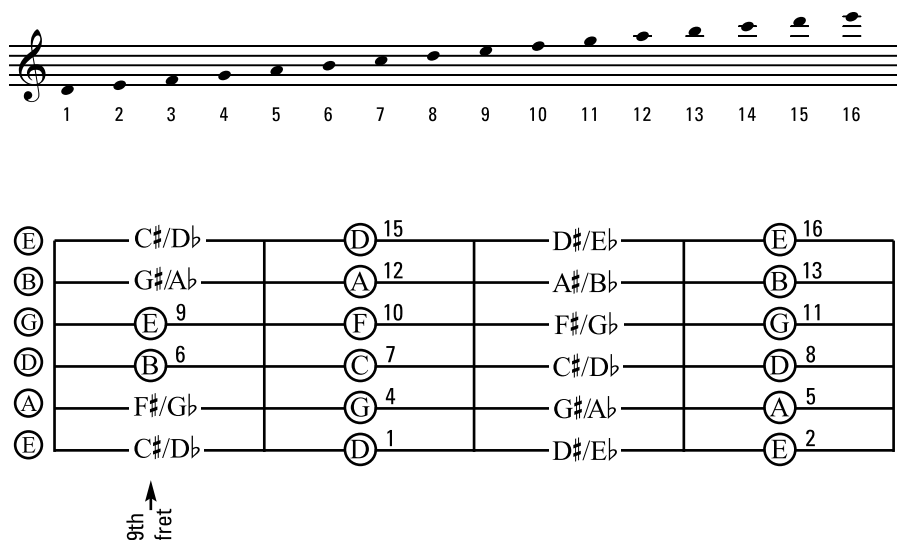 1 2 3 4 5 6 7 8 9 10 11 12 13 14 15 16
E C♯/D♭ D 15 D♯/E♭ E 16
B G♯/A♭ A 12 A♯/B♭ B 13
G E 9 F 10 F♯/G♭ G 11
D B 6 C 7 C♯/D♭ D 8
A F♯/G♭ G 4 G♯/A♭ A 5
E C♯/D♭ D 1 D♯/E♭ E 2
9th
fret